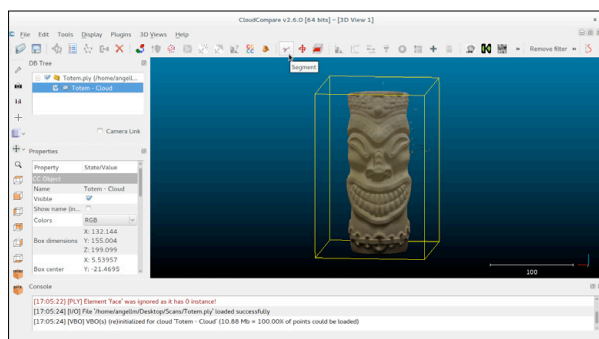 CloudCompare v2.6.0 [64 bits] - [3D View 1]
File Edit Tools Display Plugins 3D Views Help
Remove filter
Segment
DB Tree
Totem.ply (/home/angell...
Totem - Cloud
Camera Link
Properties
Property State/Value
CC Object
Name Totem - Cloud
Visible
Show name (in...
Colors RGB
X: 132.144
Box dimensions Y: 155.004
Z: 199.099
X: 5.53957
Box center Y: -21.4695
100
Console
[17:05:22] [PLY] Element 'face' was ignored as it has 0 instance!
[17:05:24] [I/O] File '/home/angellm/Desktop/Scans/Totem.ply' loaded successfully
[17:05:24] [VBO] VBO(s) (re)initialized for cloud 'Totem - Cloud' (10.88 Mb = 100.00% of points could be loaded)